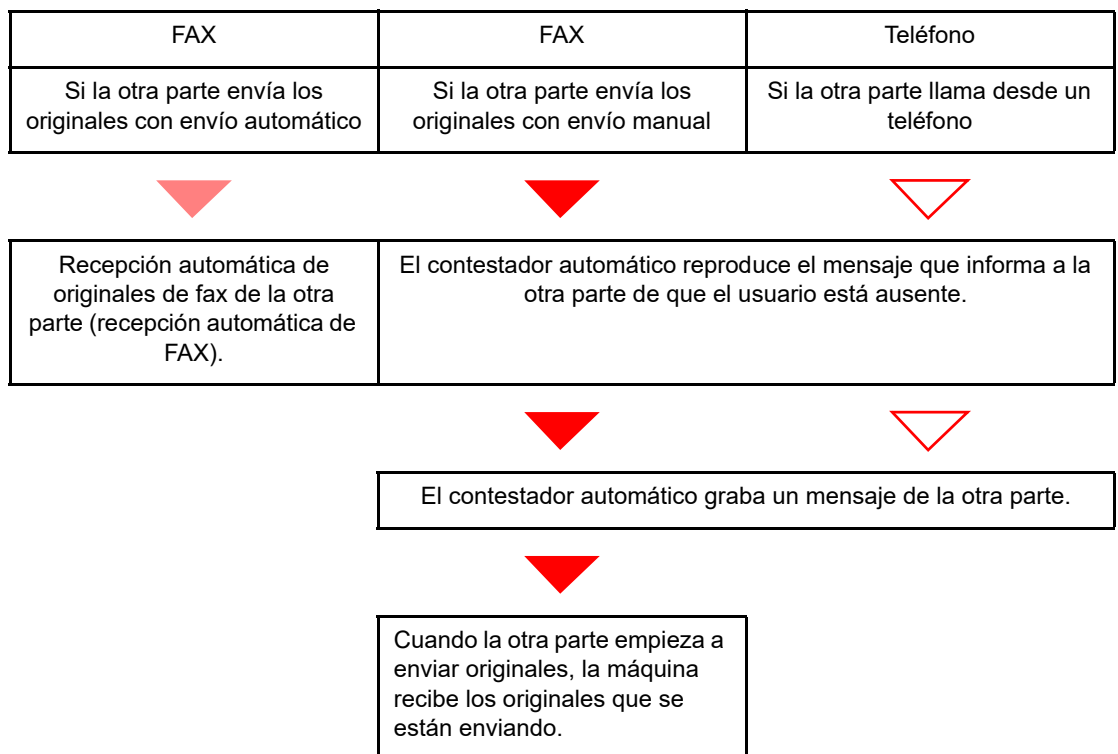 FAX
FAX
Teléfono
Si la otra parte envía los
originales con envío automático
Si la otra parte envía los
originales con envío manual
Si la otra parte llama desde un
teléfono
Recepción automática de
originales de fax de la otra
parte (recepción automática de
FAX).
El contestador automático reproduce el mensaje que informa a la
otra parte de que el usuario está ausente.
El contestador automático graba un mensaje de la otra parte.
Cuando la otra parte empieza a
enviar originales, la máquina
recibe los originales que se
están enviando.